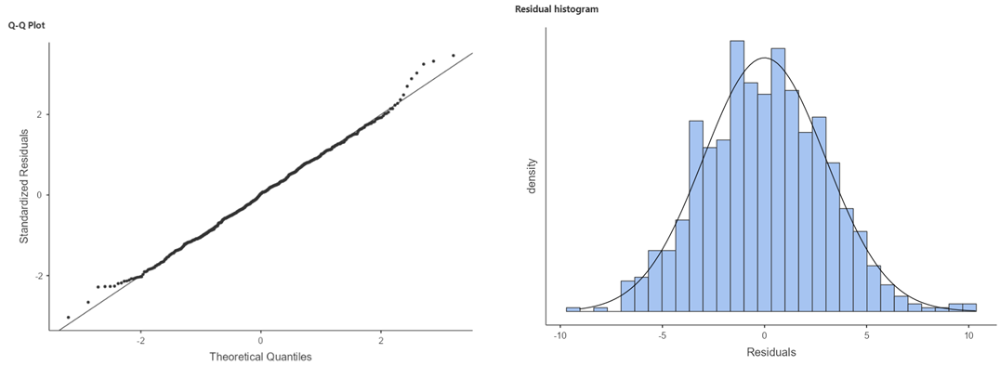 Q-Q Plot
Standardized Residuals
2
0
-2
-2
0
2
Theoretical Quantiles
Residual histogram
density
-10
-5
0
5
10
Residuals